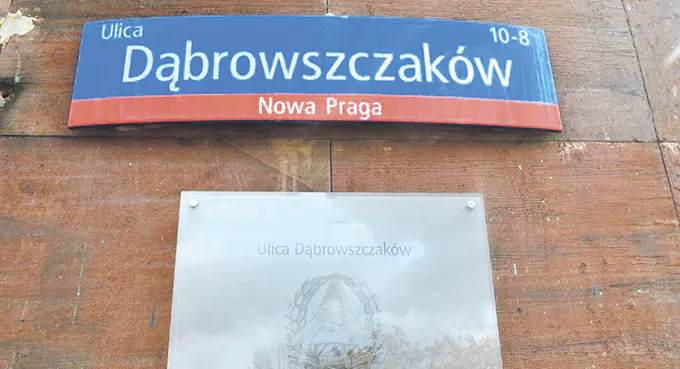 Ulica 10-8
Dąbrowszczaków
Nowa Praga
Ulica Dąbrowszczaków